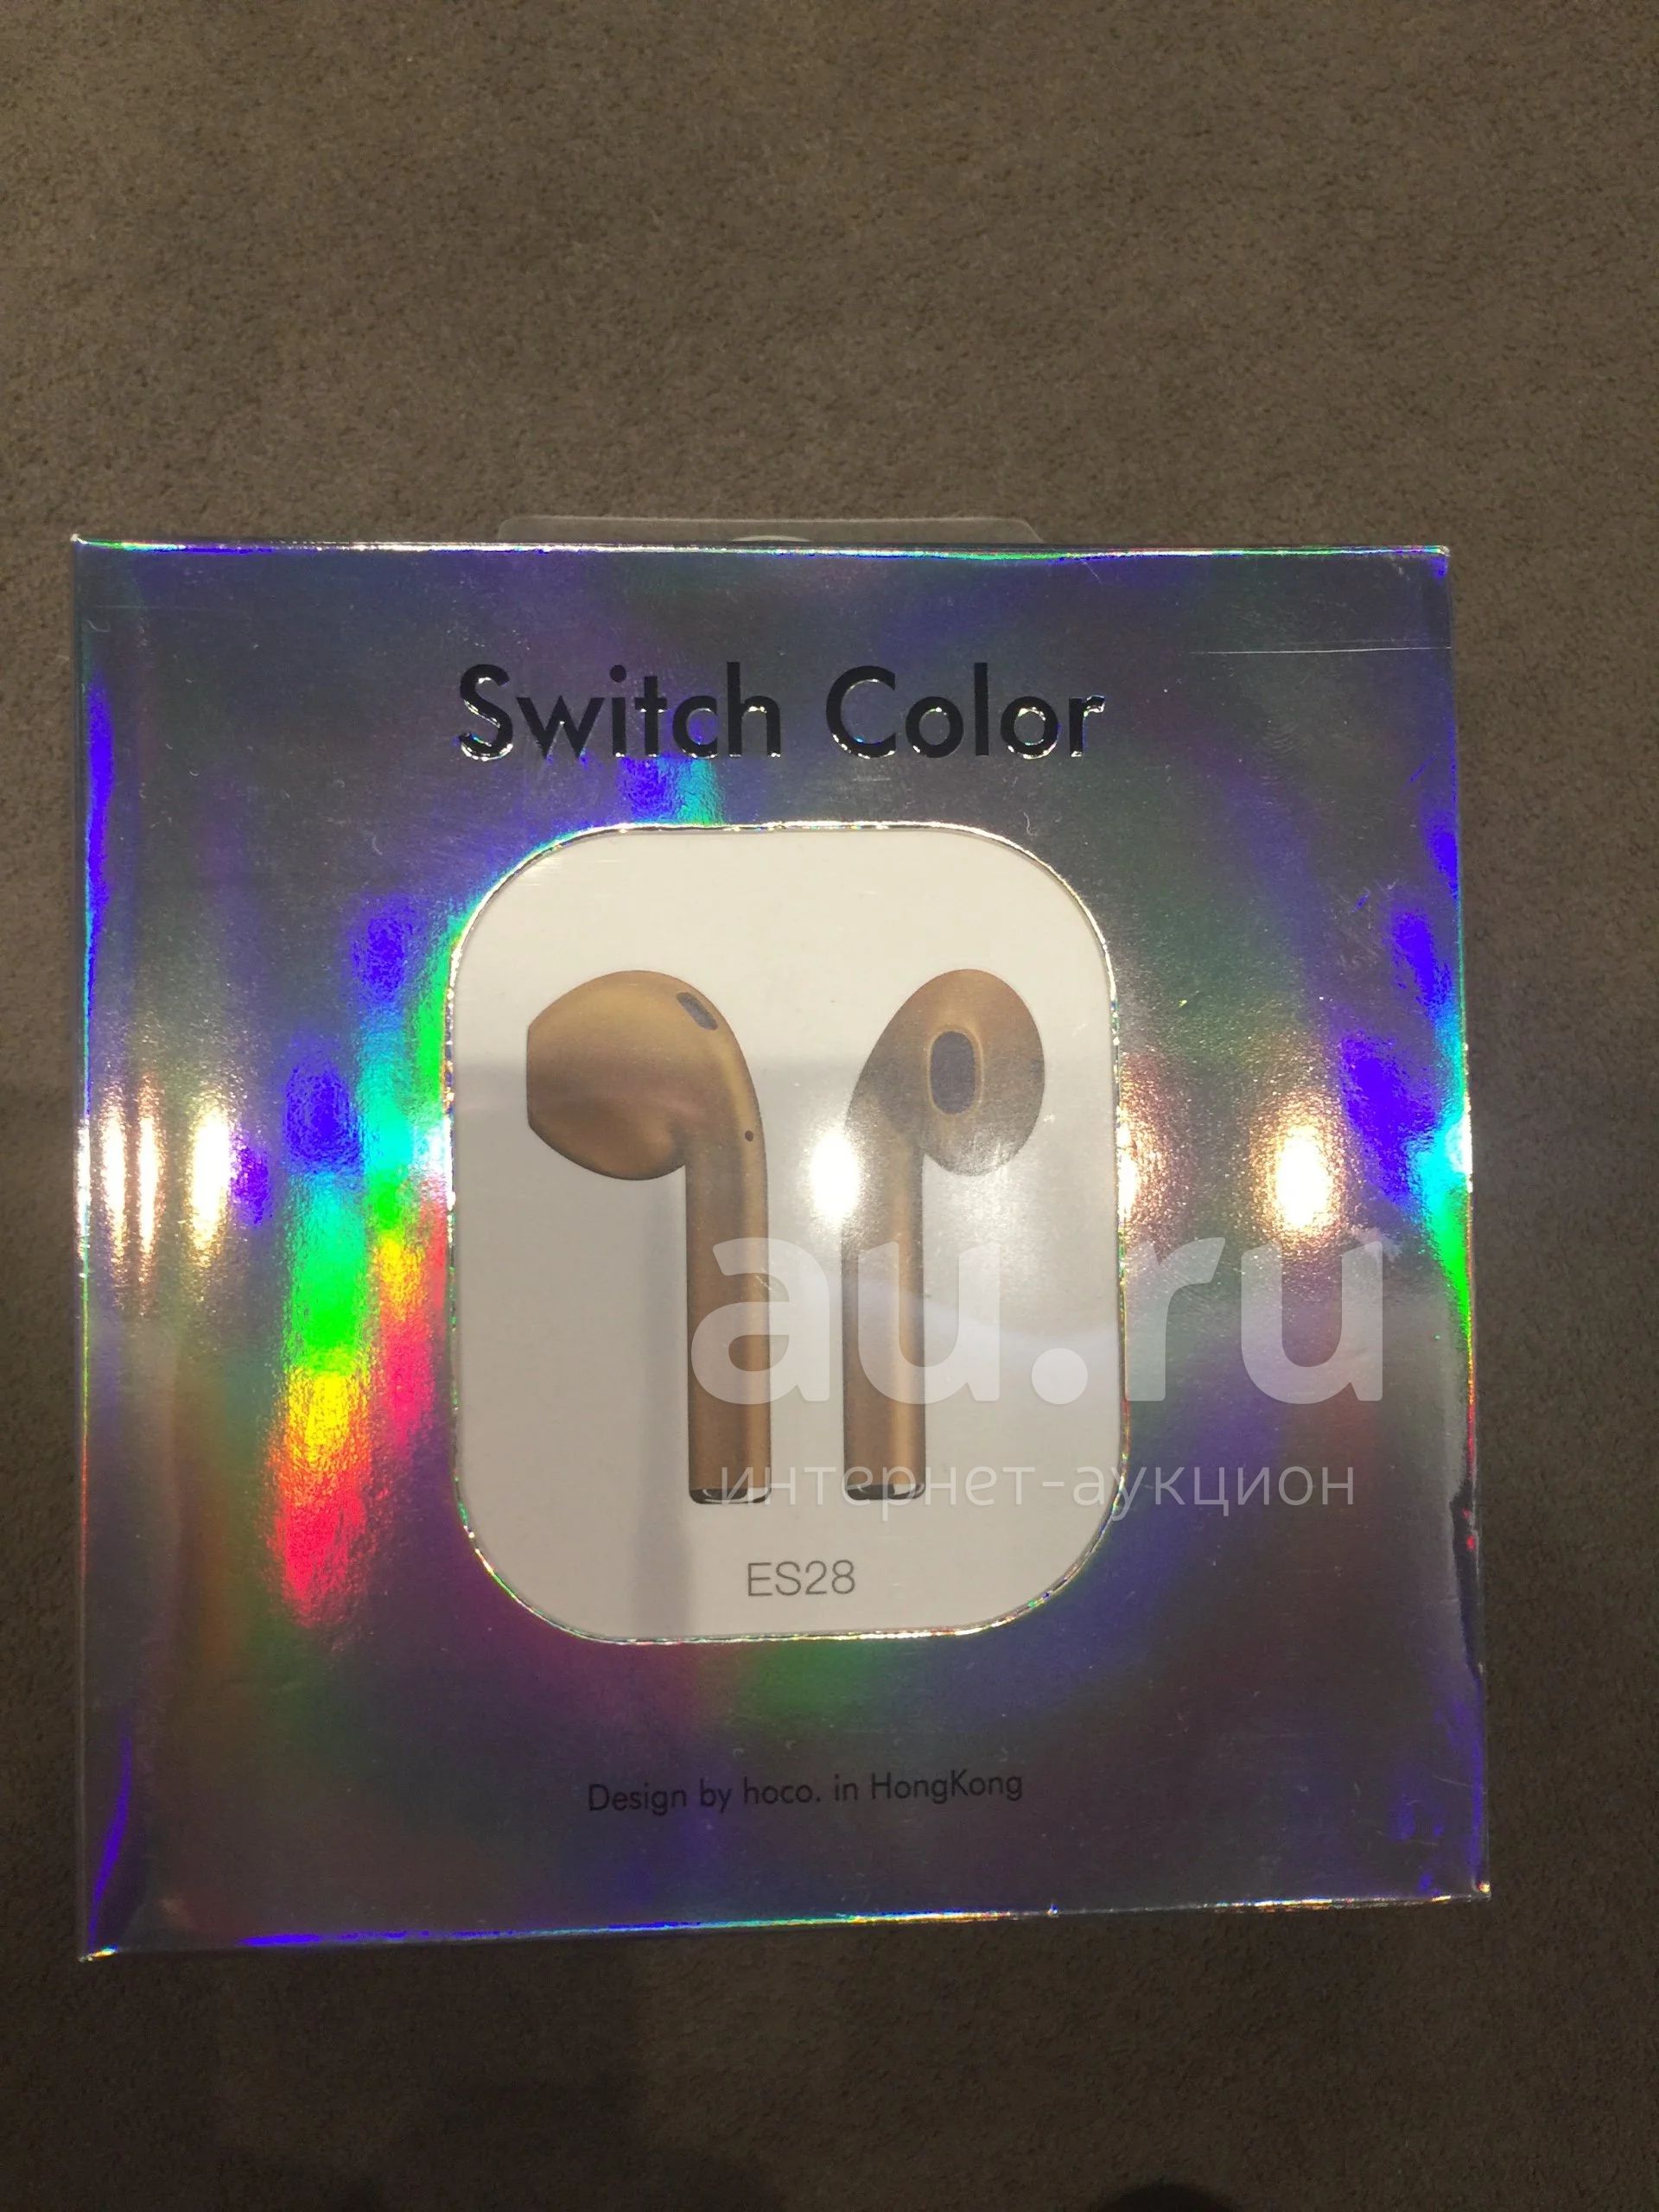 Switch Color
au.ru
интернет-аукцион
ES28
Design by hoco. in HongKong